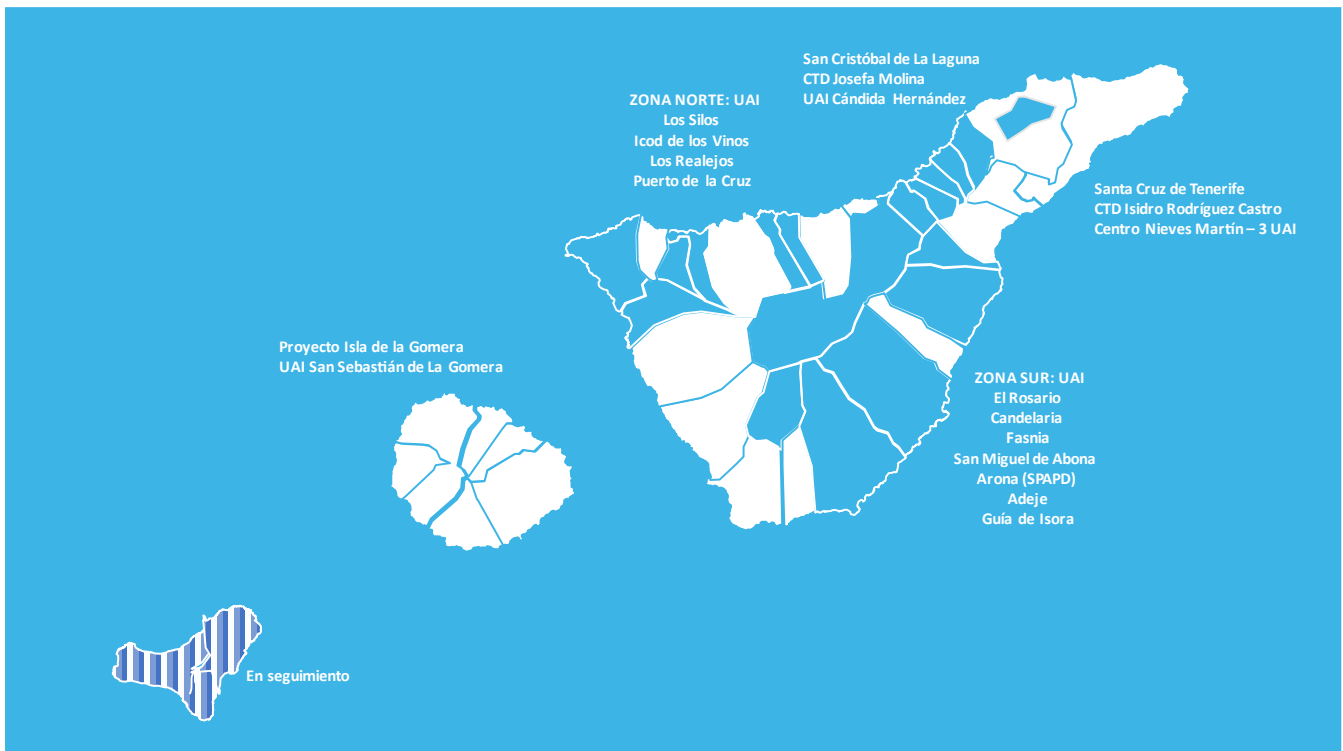 San Cristóbal de La Laguna
CTD Josefa Molina
UAI Cándida Hernández
ZONA NORTE: UAI
Los Silos
Icod de los Vinos
Los Realejos
Puerto de la Cruz
Santa Cruz de Tenerife
CTD Isidro Rodríguez Castro
Centro Nieves Martín – 3 UAI
Proyecto Isla de la Gomera
UAI San Sebastián de La Gomera
ZONA SUR: UAI
El Rosario
Candelaria
Fasnia
San Miguel de Abona
Arona (SPAPD)
Adeje
Guía de Isora
En seguimiento